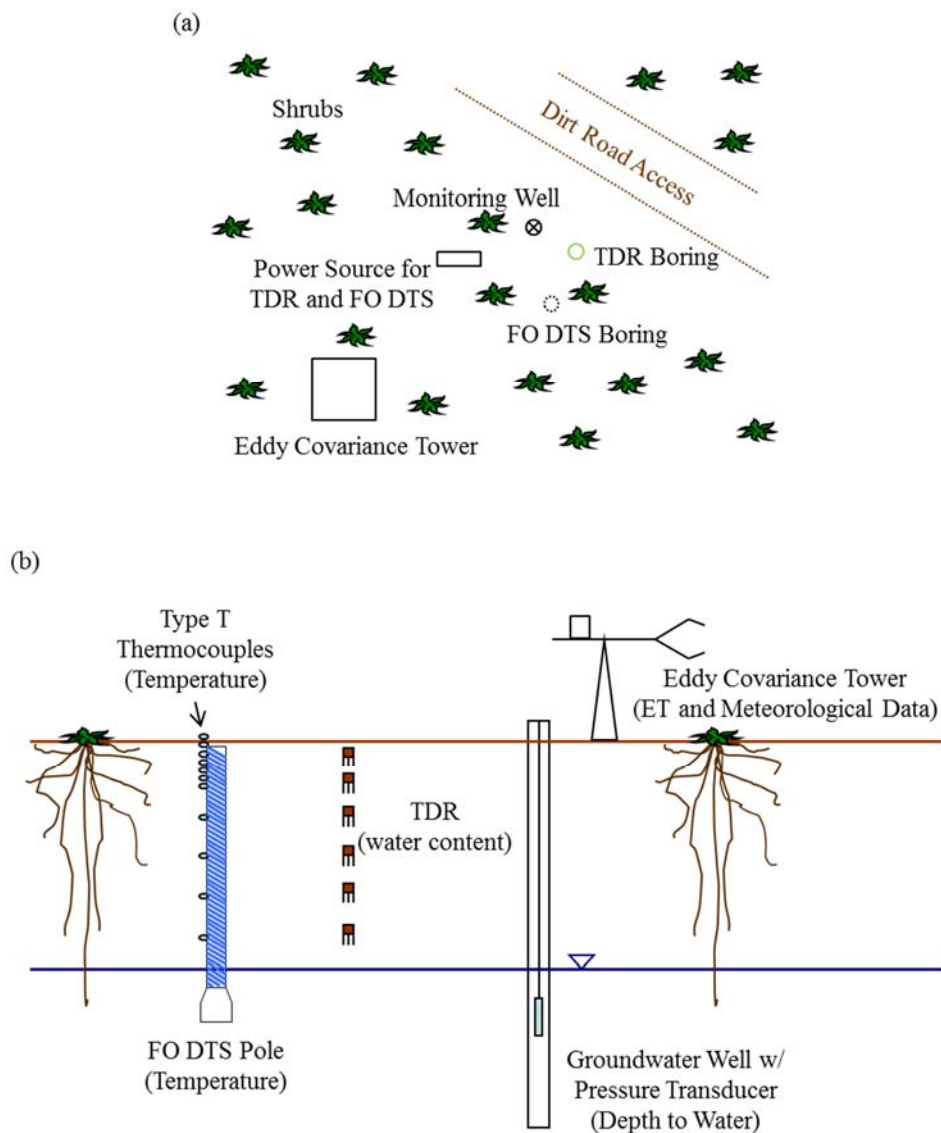 (a)
Shrubs
Dirt Road Access
Monitoring Well
TDR Boring
Power Source for
TDR and FO DTS
FO DTS Boring
Eddy Covariance Tower
(b)
Type T
Thermocouples
(Temperature)
Eddy Covariance Tower
(ET and Meteorological Data)
TDR
(water content)
FO DTS Pole
(Temperature)
Groundwater Well w/
Pressure Transducer
(Depth to Water)